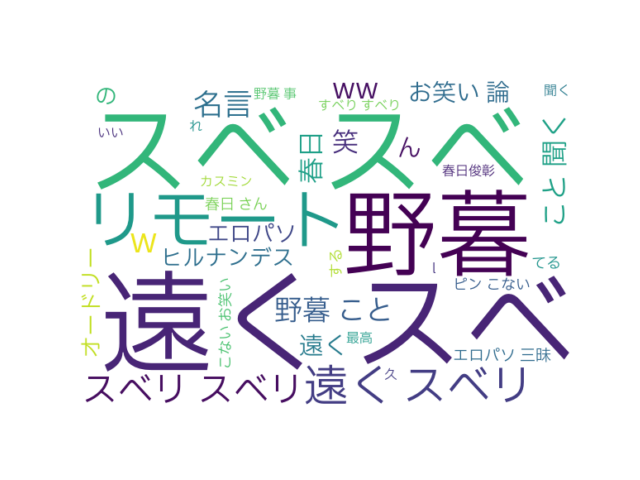 の
名言
野暮 事
ww
お笑い 論
聞く
すべり すべり
いい
れ
スベ スベ
春日
笑
ん
こと 聞く
カスミン
春日俊彰
リモート
野暮
春日 さん
w
エロパソ
ヒルナンデス
オードリー
する
l
てる
遠く スベ
こない お笑い
ピン こない
野暮 こと
遠く
最高
エロパソ 三昧
スベリ スベリ
遠く スベリ
久